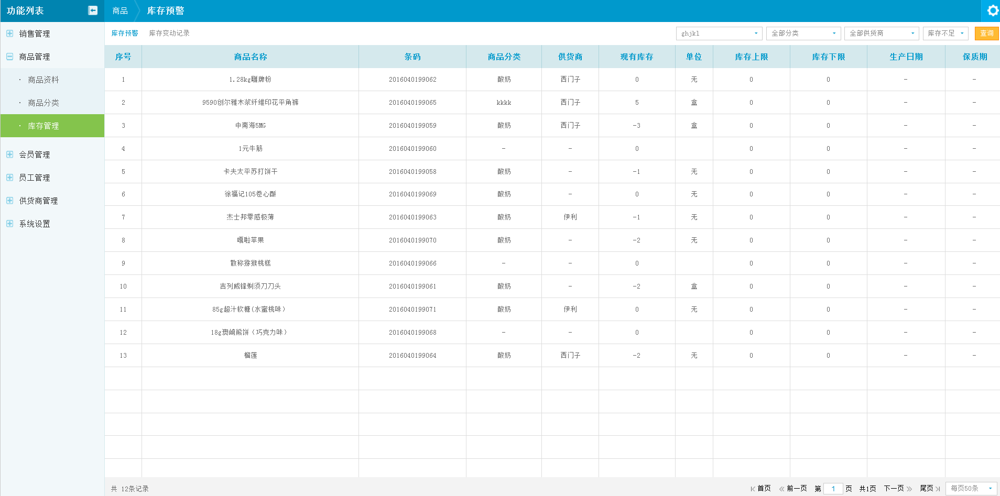 功能列表
商品 库存预警
销售管理
商品管理
· 商品资料
· 商品分类
· 库存管理
会员管理
员工管理
供货商管理
系统设置
库存预警 库存变动记录 ghjkl 全部分类 全部供货商 库存不足 查询
序号 商品名称 条码 商品分类 供货商 现有库存 单位 库存上限 库存下限 生产日期 保质期
1 1.28kg雕牌粉 2016040199062 酸奶 西门子 0 无 0 0 - -
2 9590创尔雅木浆纤维印花平角裤 2016040199065 kkkk 西门子 5 盒 0 0 - -
3 中南海5MG 2016040199059 酸奶 西门子 -3 盒 0 0 - -
4 1元牛筋 2016040199060 - - 0 0 0 - -
5 卡夫太平苏打饼干 2016040199058 酸奶 - -1 无 0 0 - -
6 徐福记105卷心酥 2016040199069 酸奶 - 0 无 0 0 - -
7 杰士邦零感极薄 2016040199063 酸奶 伊利 -1 无 0 0 - -
8 嘎啦苹果 2016040199070 酸奶 - -2 无 0 0 - -
9 散称猕猴桃糕 2016040199066 - - 0 0 0 - -
10 吉列威锋剃须刀刀头 2016040199061 酸奶 - -2 盒 0 0 - -
11 85g超汁软糖(水蜜桃味) 2016040199071 酸奶 伊利 0 无 0 0 - -
12 18g澳崎熊饼（巧克力味） 2016040199068 - - 0 0 0 - -
13 榴莲 2016040199064 酸奶 西门子 -2 无 0 0 - -
共 12条记录 首页 前一页 第 1 页 共1页 下一页 尾页 每页50条